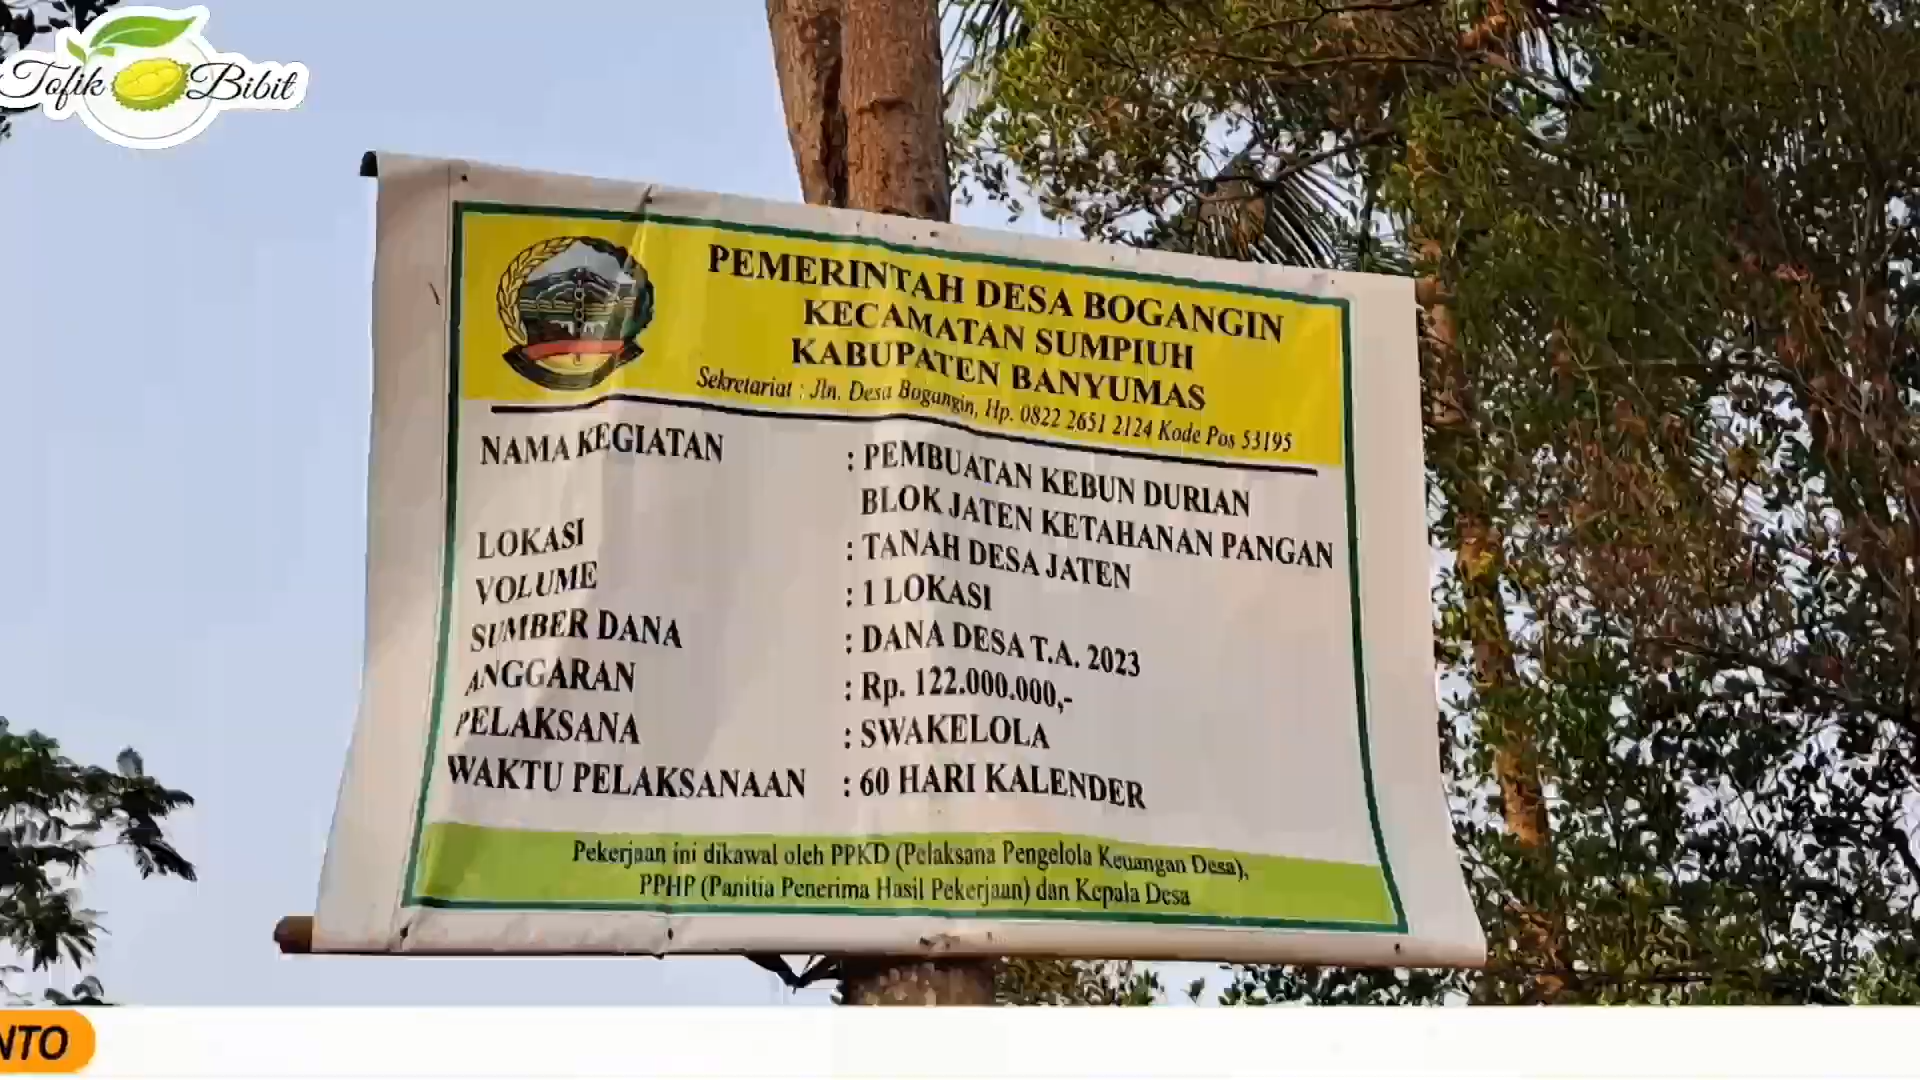 Tofik Bibit
PEMERINTAH DESA BOGANGIN
KECAMATAN SUMPIUH
KABUPATEN BANYUMAS
Sekretariat : Jln. Desa Bogangin, Hp. 0822 2651 2124 Kode Pos 53195
NAMA KEGIATAN : PEMBUATAN KEBUN DURIAN
BLOK JATEN KETAHANAN PANGAN
LOKASI : TANAH DESA JATEN
VOLUME : 1 LOKASI
SUMBER DANA : DANA DESA T.A. 2023
ANGGARAN : Rp. 122.000.000,-
PELAKSANA : SWAKELOLA
WAKTU PELAKSANAAN : 60 HARI KALENDER
Pekerjaan ini dikawal oleh PPKD (Pelaksana Pengelola Keuangan Desa),
PPHP (Panitia Penerima Hasil Pekerjaan) dan Kepala Desa
NTO